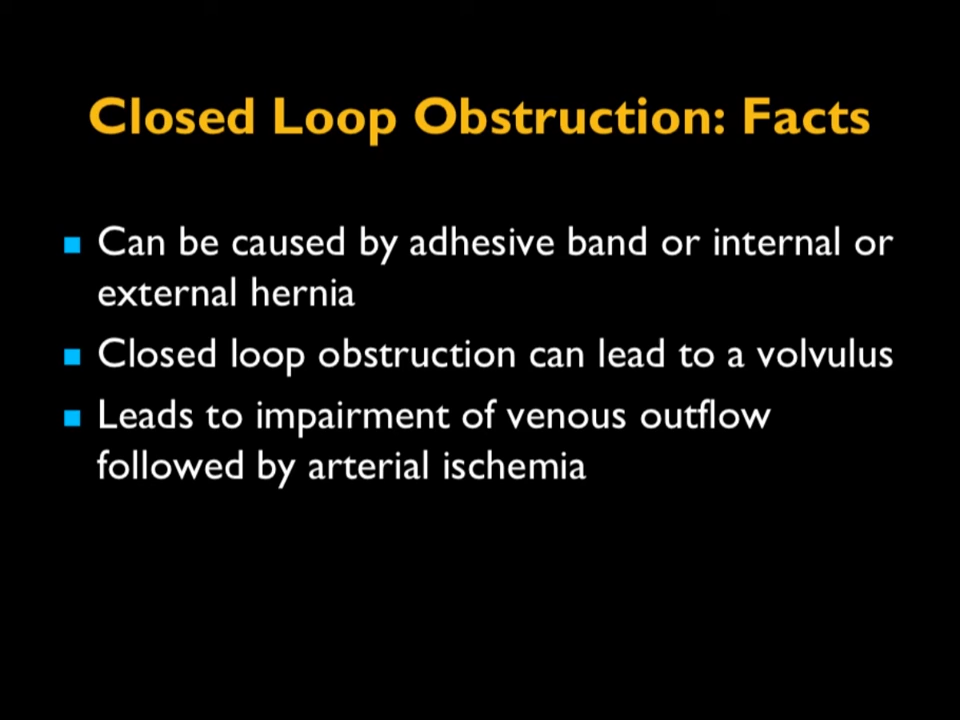 Closed Loop Obstruction: Facts
Can be caused by adhesive band or internal or
external hernia
Closed loop obstruction can lead to a volvulus
Leads to impairment of venous outflow
followed by arterial ischemia